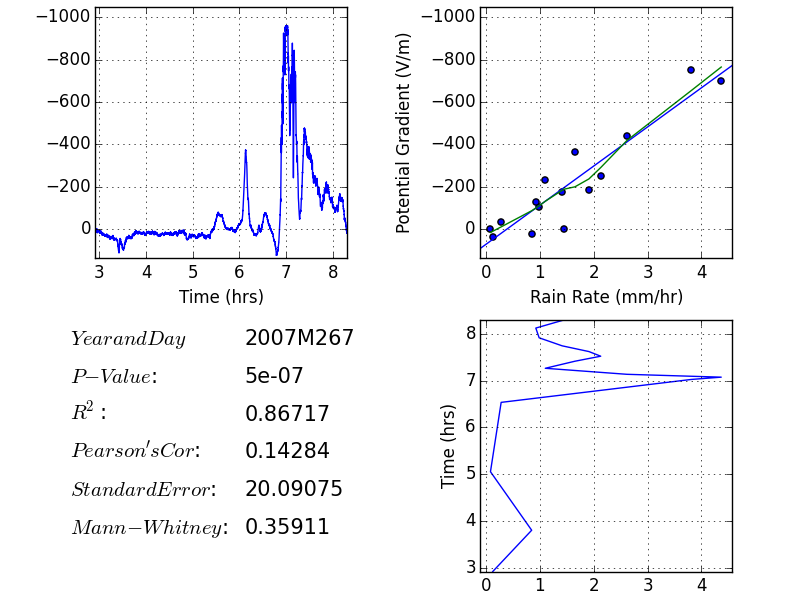 −1000
−800
−600
−400
−200
0
3 4 5 6 7 8
Time (hrs)
−1000
−800
−600
−400
−200
0
Potential Gradient (V/m)
0 1 2 3 4
Rain Rate (mm/hr)
YearandDay 2007M267
P−Value: 5e-07
R²: 0.86717
Pearson'sCor: 0.14284
StandardError: 20.09075
Mann−Whitney: 0.35911
8
7
6
5
4
3
Time (hrs)
0 1 2 3 4